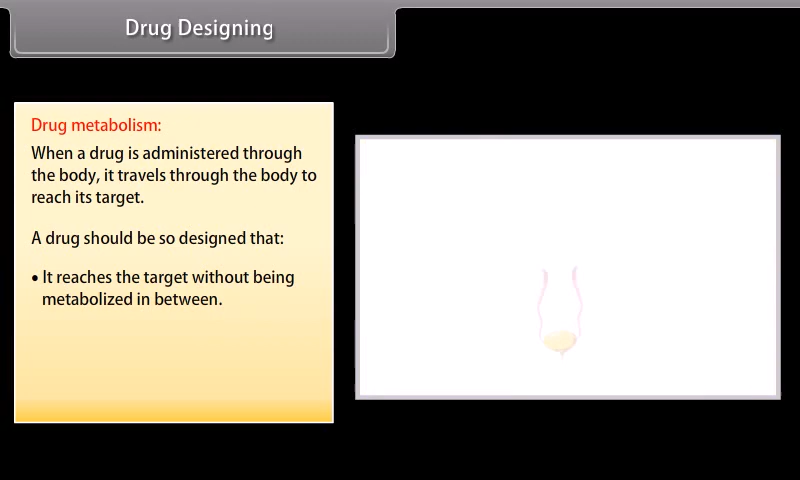 Drug Designing
Drug metabolism:
When a drug is administered through
the body, it travels through the body to
reach its target.
A drug should be so designed that:
• It reaches the target without being
metabolized in between.